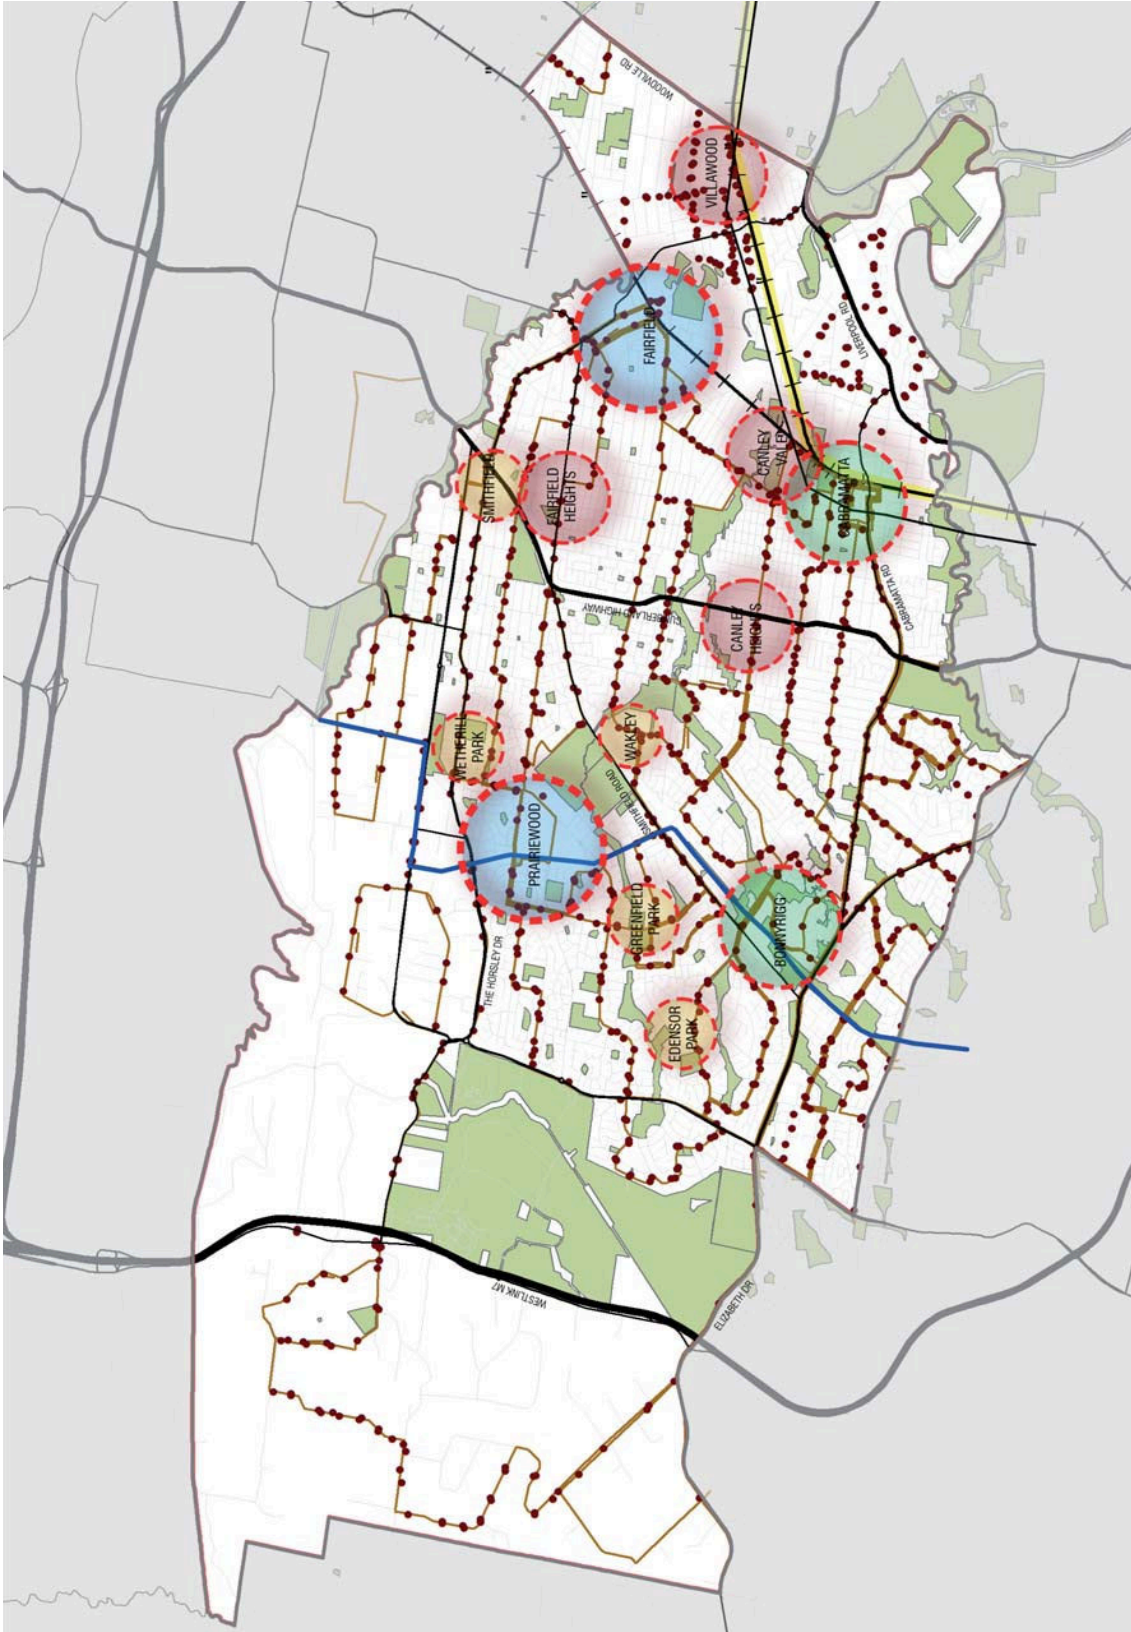 WOODVILLE RD
VILLAWOOD
FAIRFIELD
LIVERPOOL RD
SMITHFIELD
FAIRFIELD
HEIGHTS
CANLEY
VALE
CABRAMATTA
CUMBERLAND HIGHWAY
CANLEY
HEIGHTS
CABRAMATTA RD
WETHERILL
PARK
WAKLEY
SMITHFIELD ROAD
PRAIRIEWOOD
GREENFIELD
PARK
BONNYRIGG
THE HORSLEY DR
EDENSOR
PARK
WESTLINK M7
ELIZABETH DR